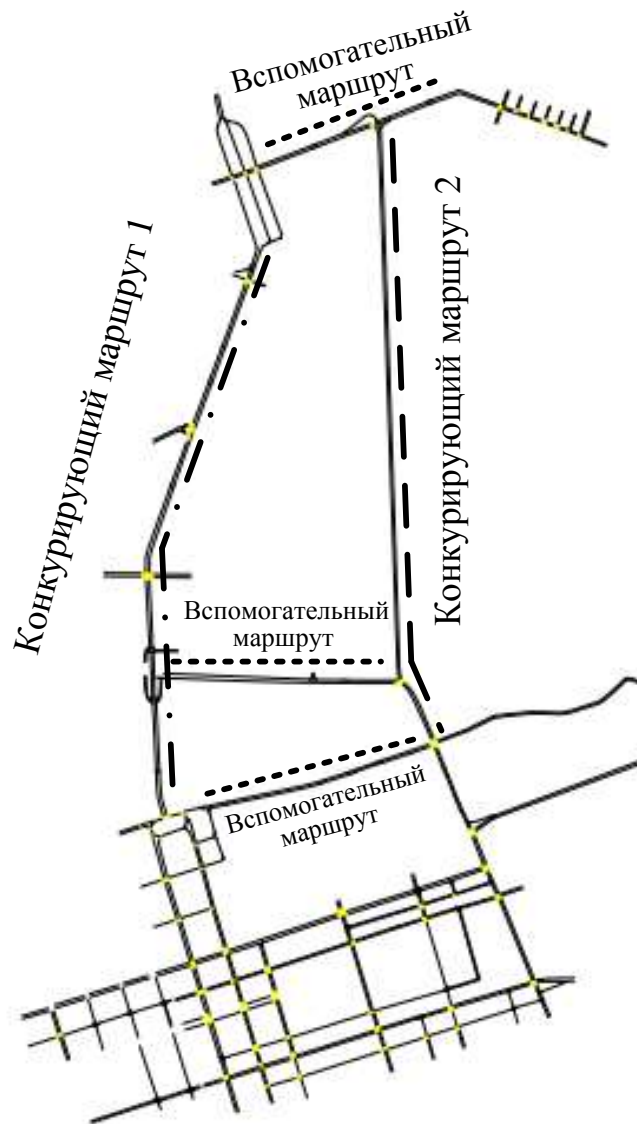 Вспомогательный
маршрут
Конкурирующий маршрут 1
Конкурирующий маршрут 2
Вспомогательный
маршрут
Вспомогательный
маршрут